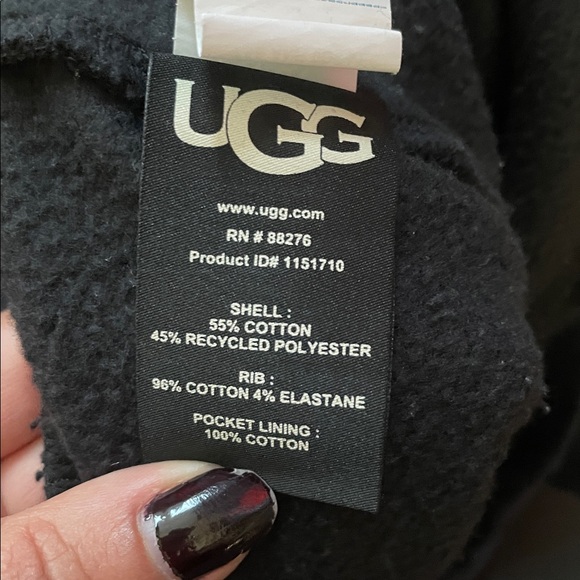 UGG
www.ugg.com
RN # 88276
Product ID# 1151710
SHELL :
55% COTTON
45% RECYCLED POLYESTER
RIB :
96% COTTON 4% ELASTANE
POCKET LINING :
100% COTTON